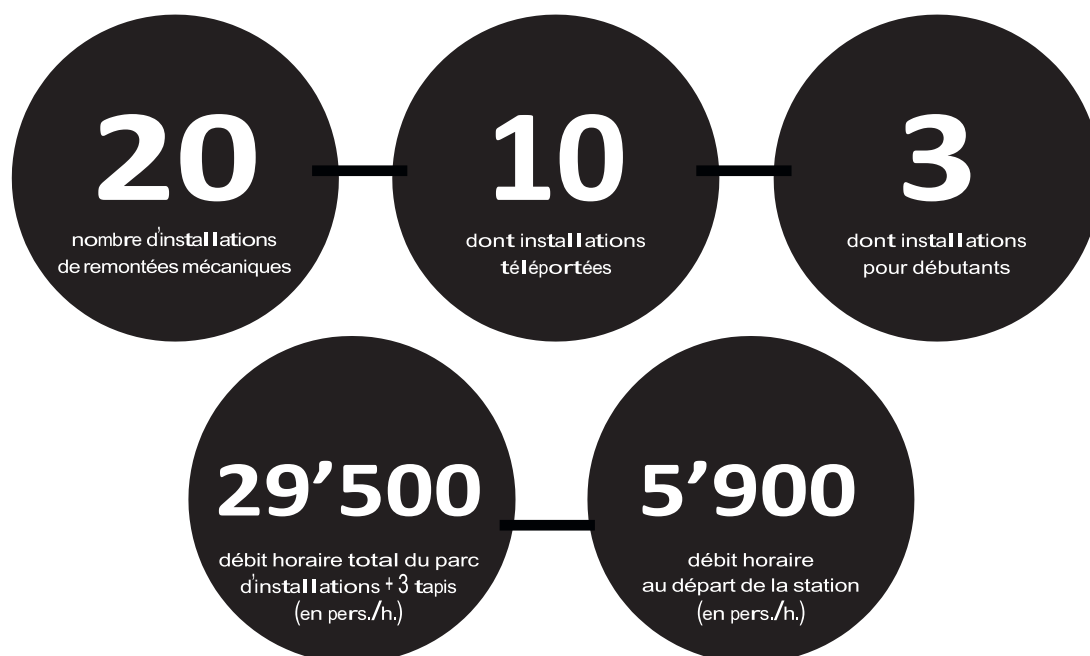 20
nombre d'installations
de remontées mécaniques
10
dont installations
téléportées
3
dont installations
pour débutants
29’500
débit horaire total du parc
d'installations + 3 tapis
(en pers./h.)
5’900
débit horaire
au départ de la station
(en pers./h.)